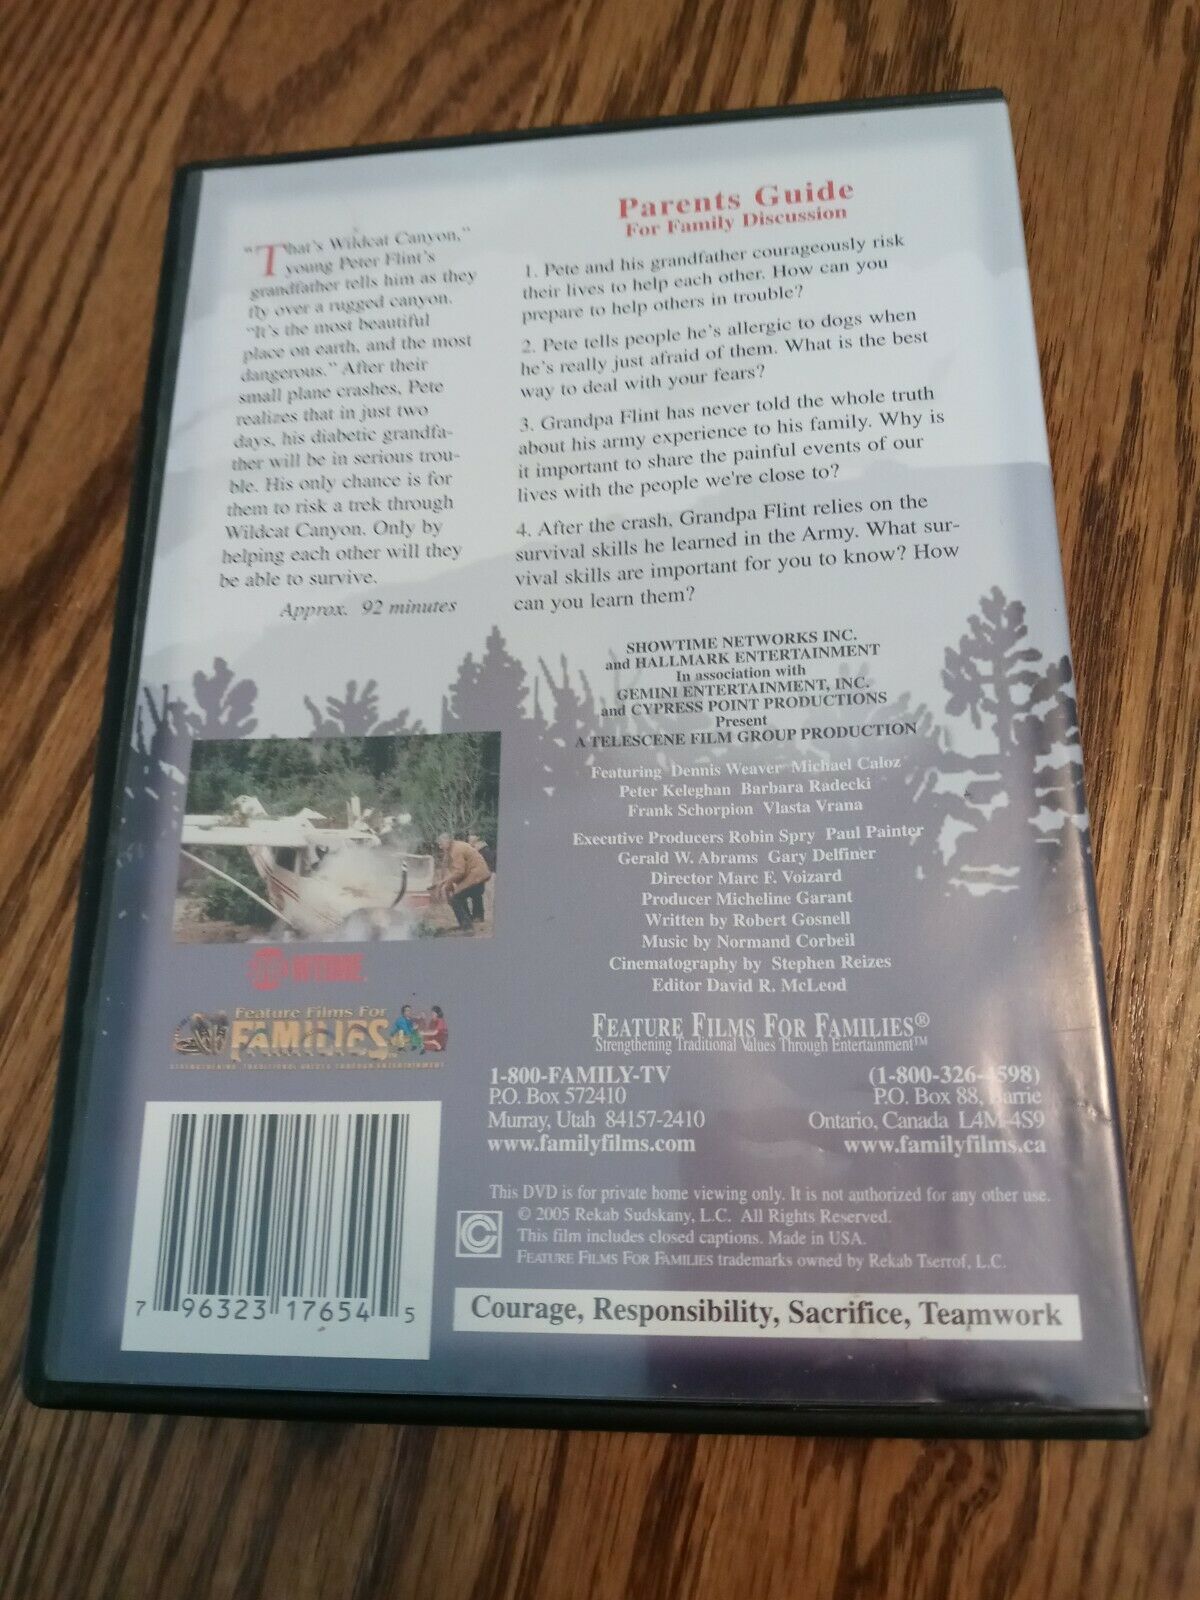 "That's Wildcat Canyon,"
young Peter Flint's
grandfather tells him as they
fly over a rugged canyon.
"It's the most beautiful
place on earth, and the most
dangerous." After their
small plane crashes, Pete
realizes that in just two
days, his diabetic grandfa-
ther will be in serious trou-
ble. His only chance is for
them to risk a trek through
Wildcat Canyon. Only by
helping each other will they
be able to survive.
Approx. 92 minutes
Parents Guide
For Family Discussion
1. Pete and his grandfather courageously risk
their lives to help each other. How can you
prepare to help others in trouble?
2. Pete tells people he's allergic to dogs when
he's really just afraid of them. What is the best
way to deal with your fears?
3. Grandpa Flint has never told the whole truth
about his army experience to his family. Why is
it important to share the painful events of our
lives with the people we're close to?
4. After the crash, Grandpa Flint relies on the
survival skills he learned in the Army. What sur-
vival skills are important for you to know? How
can you learn them?
SHOWTIME NETWORKS INC.
and HALLMARK ENTERTAINMENT
In association with
GEMINI ENTERTAINMENT, INC.
and CYPRESS POINT PRODUCTIONS
Present
A TELESCENE FILM GROUP PRODUCTION
Featuring Dennis Weaver Michael Caloz
Peter Keleghan Barbara Radecki
Frank Schorpion Vlasta Vrana
Executive Producers Robin Spry Paul Painter
Gerald W. Abrams Gary Delfiner
Director Marc F. Voizard
Producer Micheline Garant
Written by Robert Gosnell
Music by Normand Corbeil
Cinematography by Stephen Reizes
Editor David R. McLeod
SHOWTIME
Feature Films For
FAMILIES
STRENGTHENING TRADITIONAL VALUES THROUGH ENTERTAINMENT
FEATURE FILMS FOR FAMILIES®
Strengthening Traditional Values Through Entertainment™
1-800-FAMILY-TV
P.O. Box 572410
Murray, Utah 84157-2410
www.familyfilms.com
(1-800-326-4598)
P.O. Box 88, Barrie
Ontario, Canada L4M-4S9
www.familyfilms.ca
This DVD is for private home viewing only. It is not authorized for any other use.
© 2005 Rekab Sudskany, L.C. All Rights Reserved.
This film includes closed captions. Made in USA.
FEATURE FILMS FOR FAMILIES trademarks owned by Rekab Tserrof, L.C.
7 96323 17654 5
Courage, Responsibility, Sacrifice, Teamwork